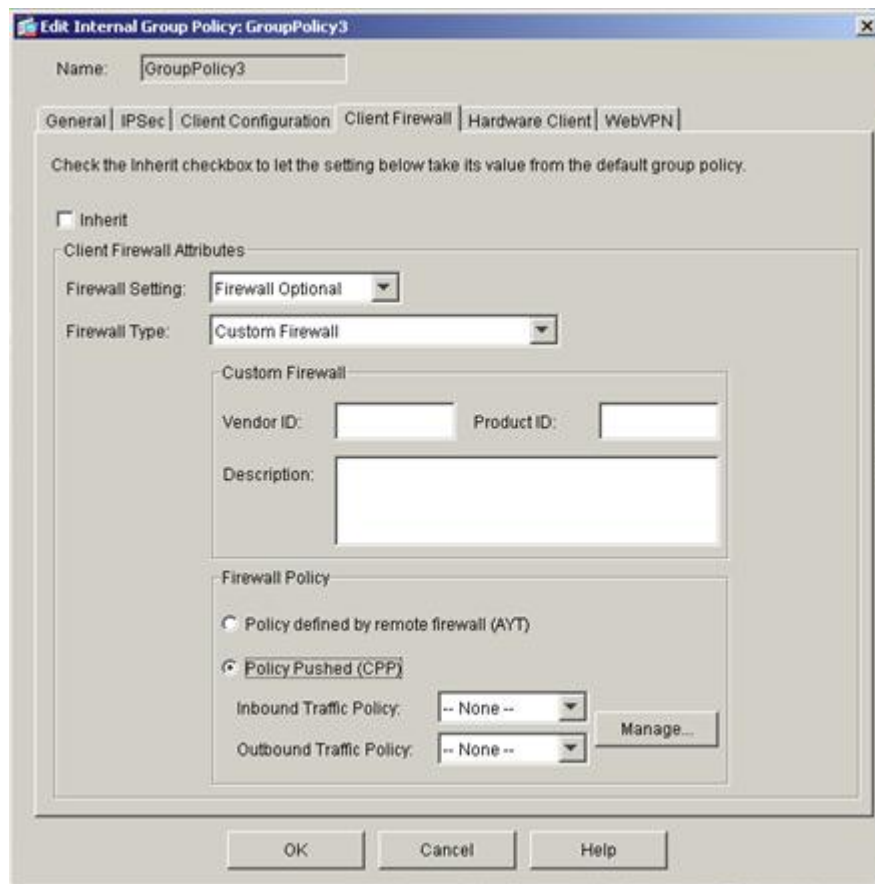 Edit Internal Group Policy: GroupPolicy3
Name: GroupPolicy3
General IPSec Client Configuration Client Firewall Hardware Client WebVPN
Check the Inherit checkbox to let the setting below take its value from the default group policy.
Inherit
Client Firewall Attributes
Firewall Setting: Firewall Optional
Firewall Type: Custom Firewall
Custom Firewall
Vendor ID: Product ID:
Description:
Firewall Policy
Policy defined by remote firewall (AYT)
Policy Pushed (CPP)
Inbound Traffic Policy: -- None --
Manage...
Outbound Traffic Policy: -- None --
OK Cancel Help